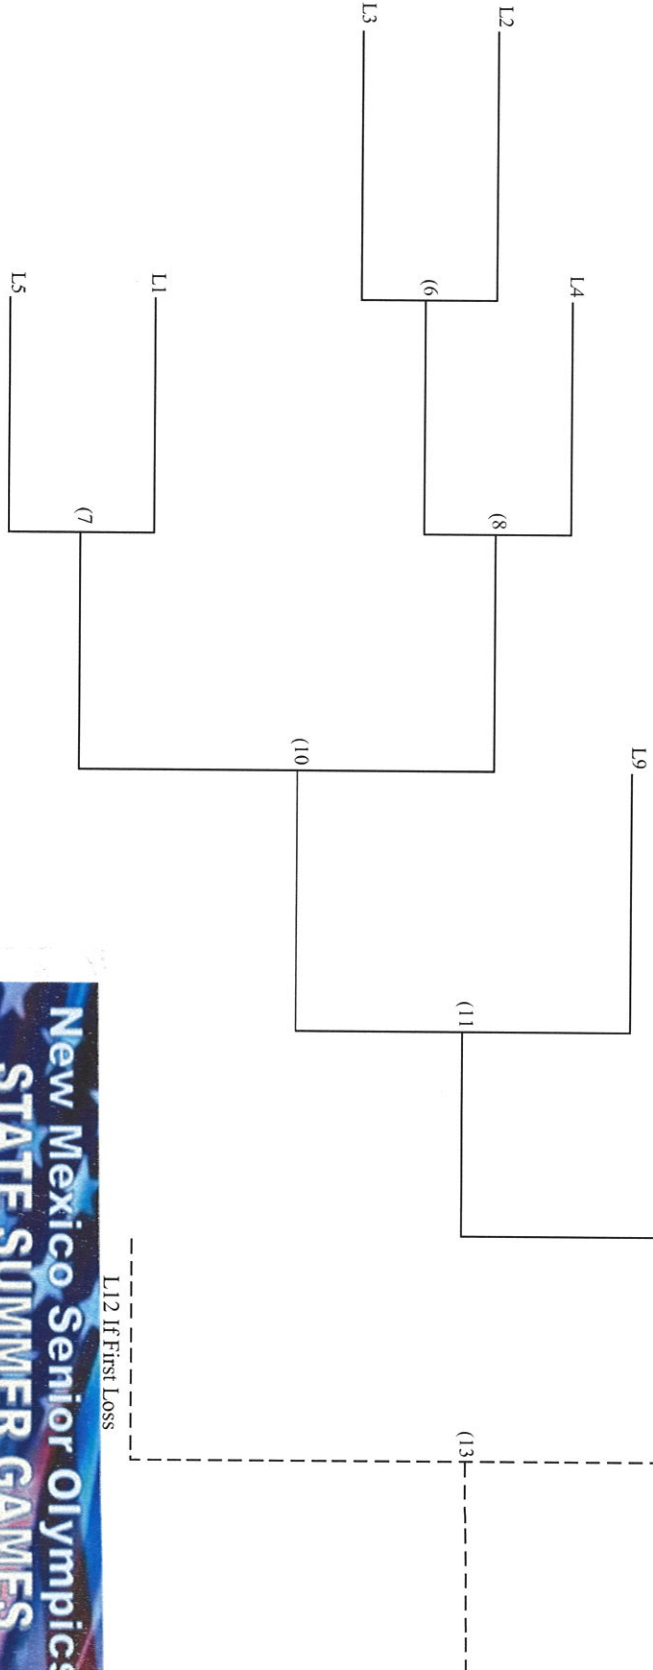 L9
L4
L2
(8
(11
(13
(6
L3
(10
L1
L12 If First Loss
(7
L5
New Mexico Senior Olympics
STATE SUMMER GAMES